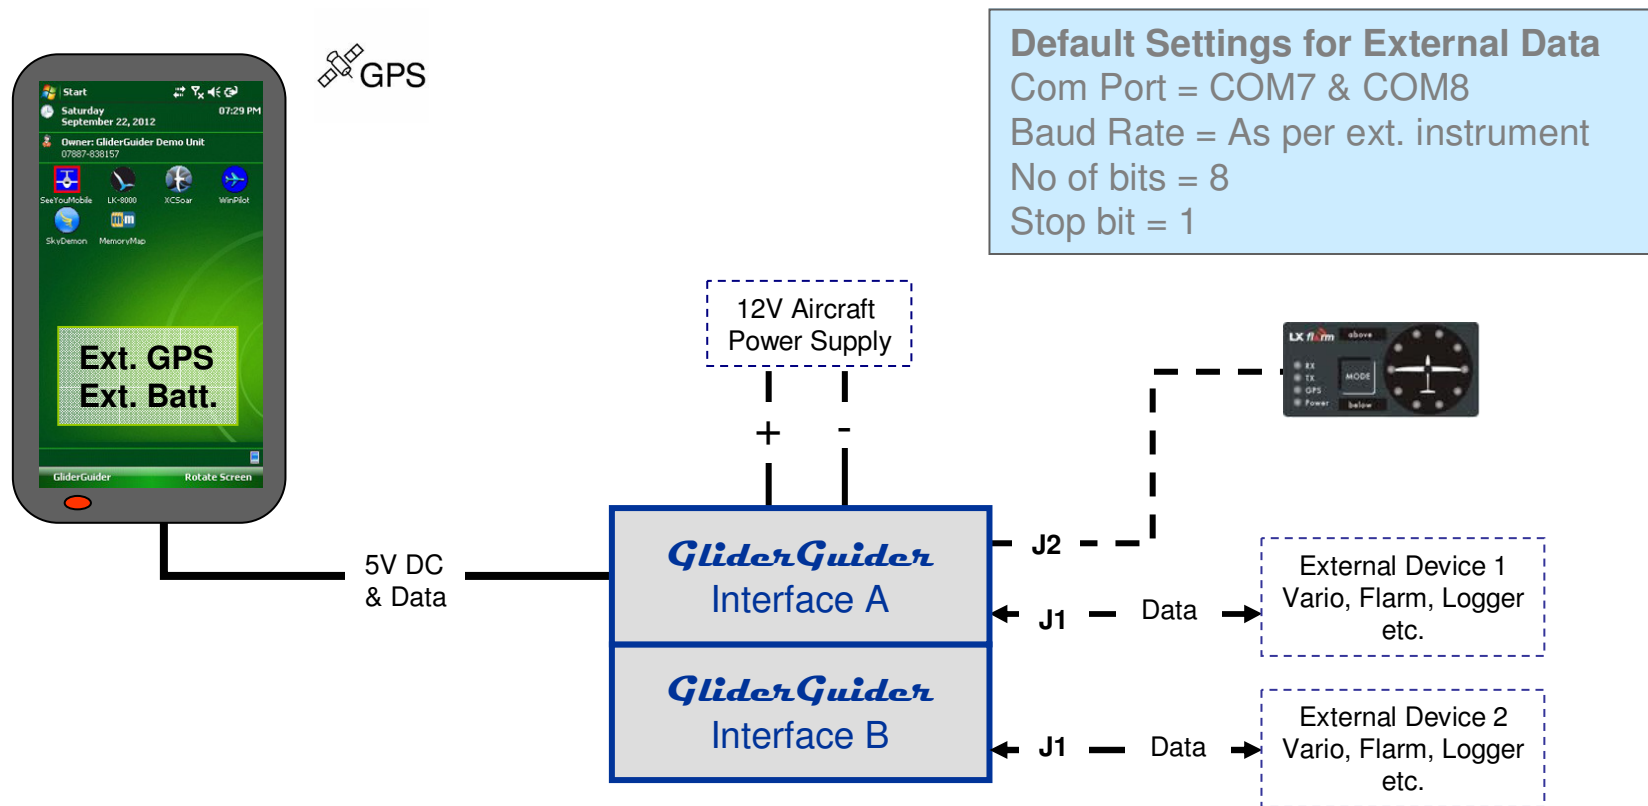 GPS
Default Settings for External Data
Com Port = COM7 & COM8
Baud Rate = As per ext. instrument
No of bits = 8
Stop bit = 1
Start
Saturday
September 22, 2012
07:29 PM
Owner: GliderGuider Demo Unit
07887-838157
SeeYouMobile
LK-8000
XCSoar
WinPilot
SkyDemon
MemoryMap
Ext. GPS
Ext. Batt.
GliderGuider
Rotate Screen
12V Aircraft
Power Supply
+
-
LX flarm
above
RX
TX
GPS
Power
MODE
below
5V DC
& Data
GliderGuider
Interface A
J2
J1
Data
External Device 1
Vario, Flarm, Logger
etc.
GliderGuider
Interface B
J1
Data
External Device 2
Vario, Flarm, Logger
etc.